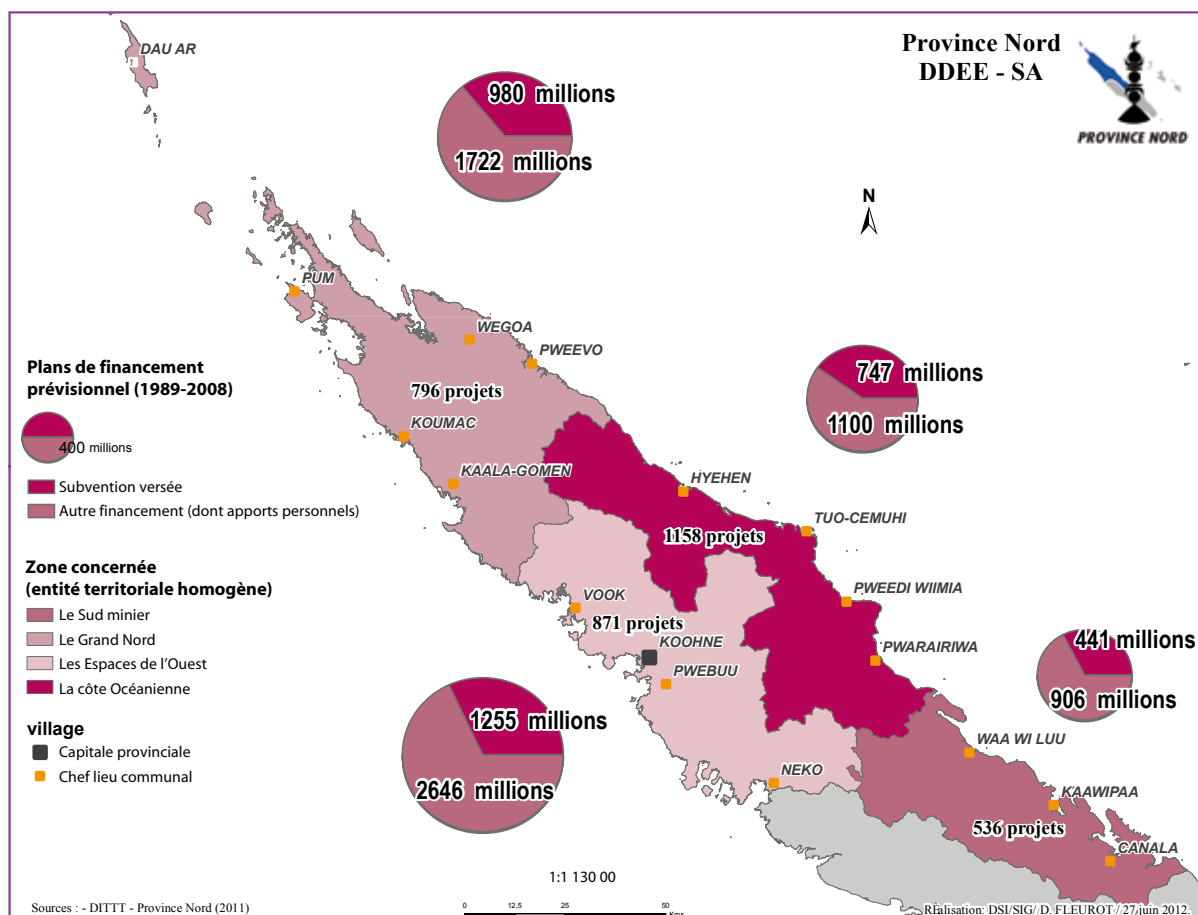 DAU AR
1
Province Nord
DDEE - SA
PROVINCE NORD
980 millions
1722 millions
N
PUM
WEGOA
PWEEVO
796 projets
KOUMAC
KAALA-GOMEN
747 millions
1100 millions
Plans de financement
prévisionnel (1989-2008)
400 millions
Subvention versée
Autre financement (dont apports personnels)
Zone concernée
(entité territoriale homogène)
Le Sud minier
Le Grand Nord
Les Espaces de l'Ouest
La côte Océanienne
village
Capitale provinciale
Chef lieu communal
HYEHEN
TUO-CEMUHI
1158 projets
PWEEDI WIIMIA
VOOK
871 projets
KOOHNE
PWEBUU
PWARAIRIWA
441 millions
906 millions
1255 millions
2646 millions
WAA WI LUU
NEKO
KAAWIPAA
536 projets
CANALA
1:1 130 00
0 12,5 25 50
Kms
Sources : - DITTT - Province Nord (2011)
Réalisation: DSI/SIG/ D. FLEUROT / 27 juin 2012.